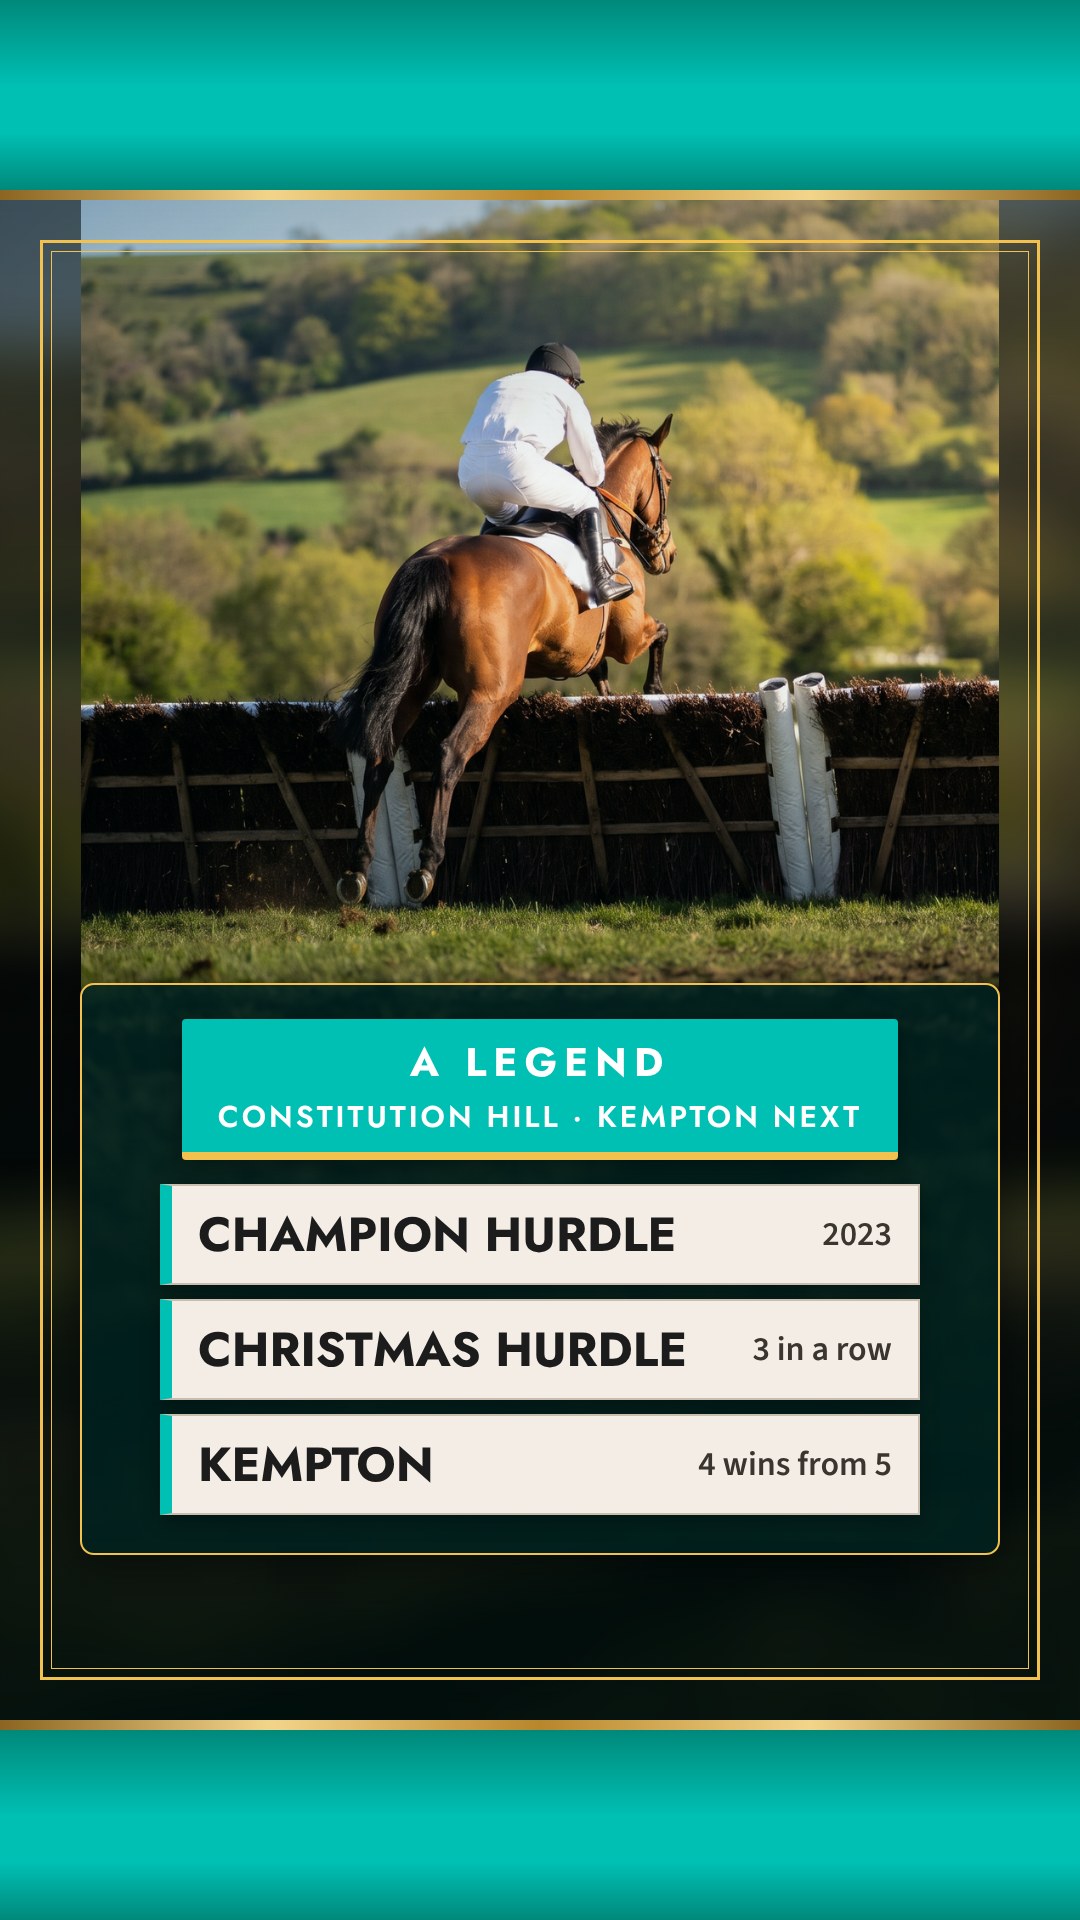 A LEGEND
CONSTITUTION HILL · KEMPTON NEXT
CHAMPION HURDLE 2023
CHRISTMAS HURDLE 3 in a row
KEMPTON 4 wins from 5